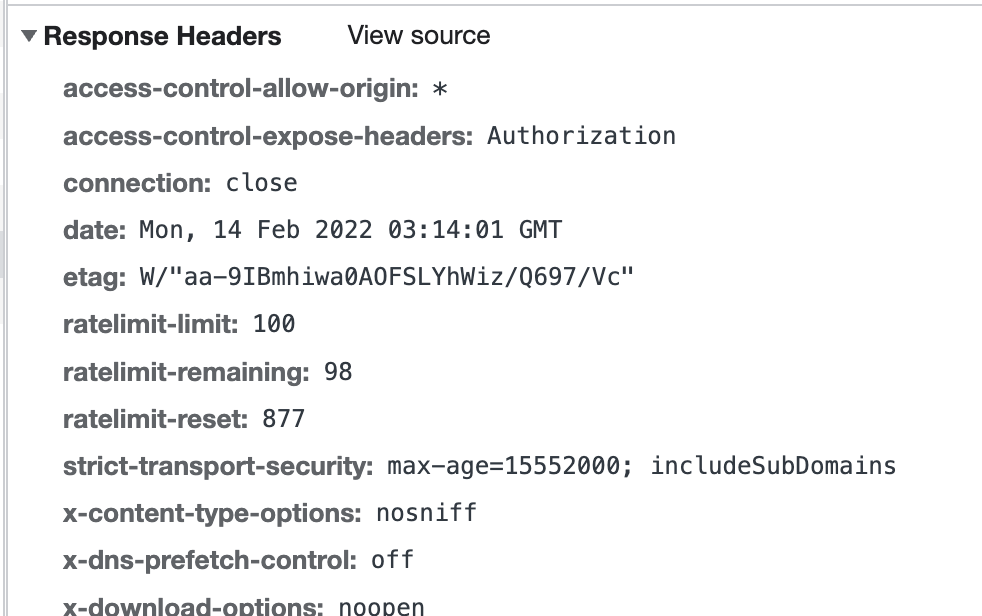 Response Headers View source
access-control-allow-origin: *
access-control-expose-headers: Authorization
connection: close
date: Mon, 14 Feb 2022 03:14:01 GMT
etag: W/"aa-9IBmhiwa0AOFSLYhWiz/Q697/Vc"
ratelimit-limit: 100
ratelimit-remaining: 98
ratelimit-reset: 877
strict-transport-security: max-age=15552000; includeSubDomains
x-content-type-options: nosniff
x-dns-prefetch-control: off
x-download-options: noopen